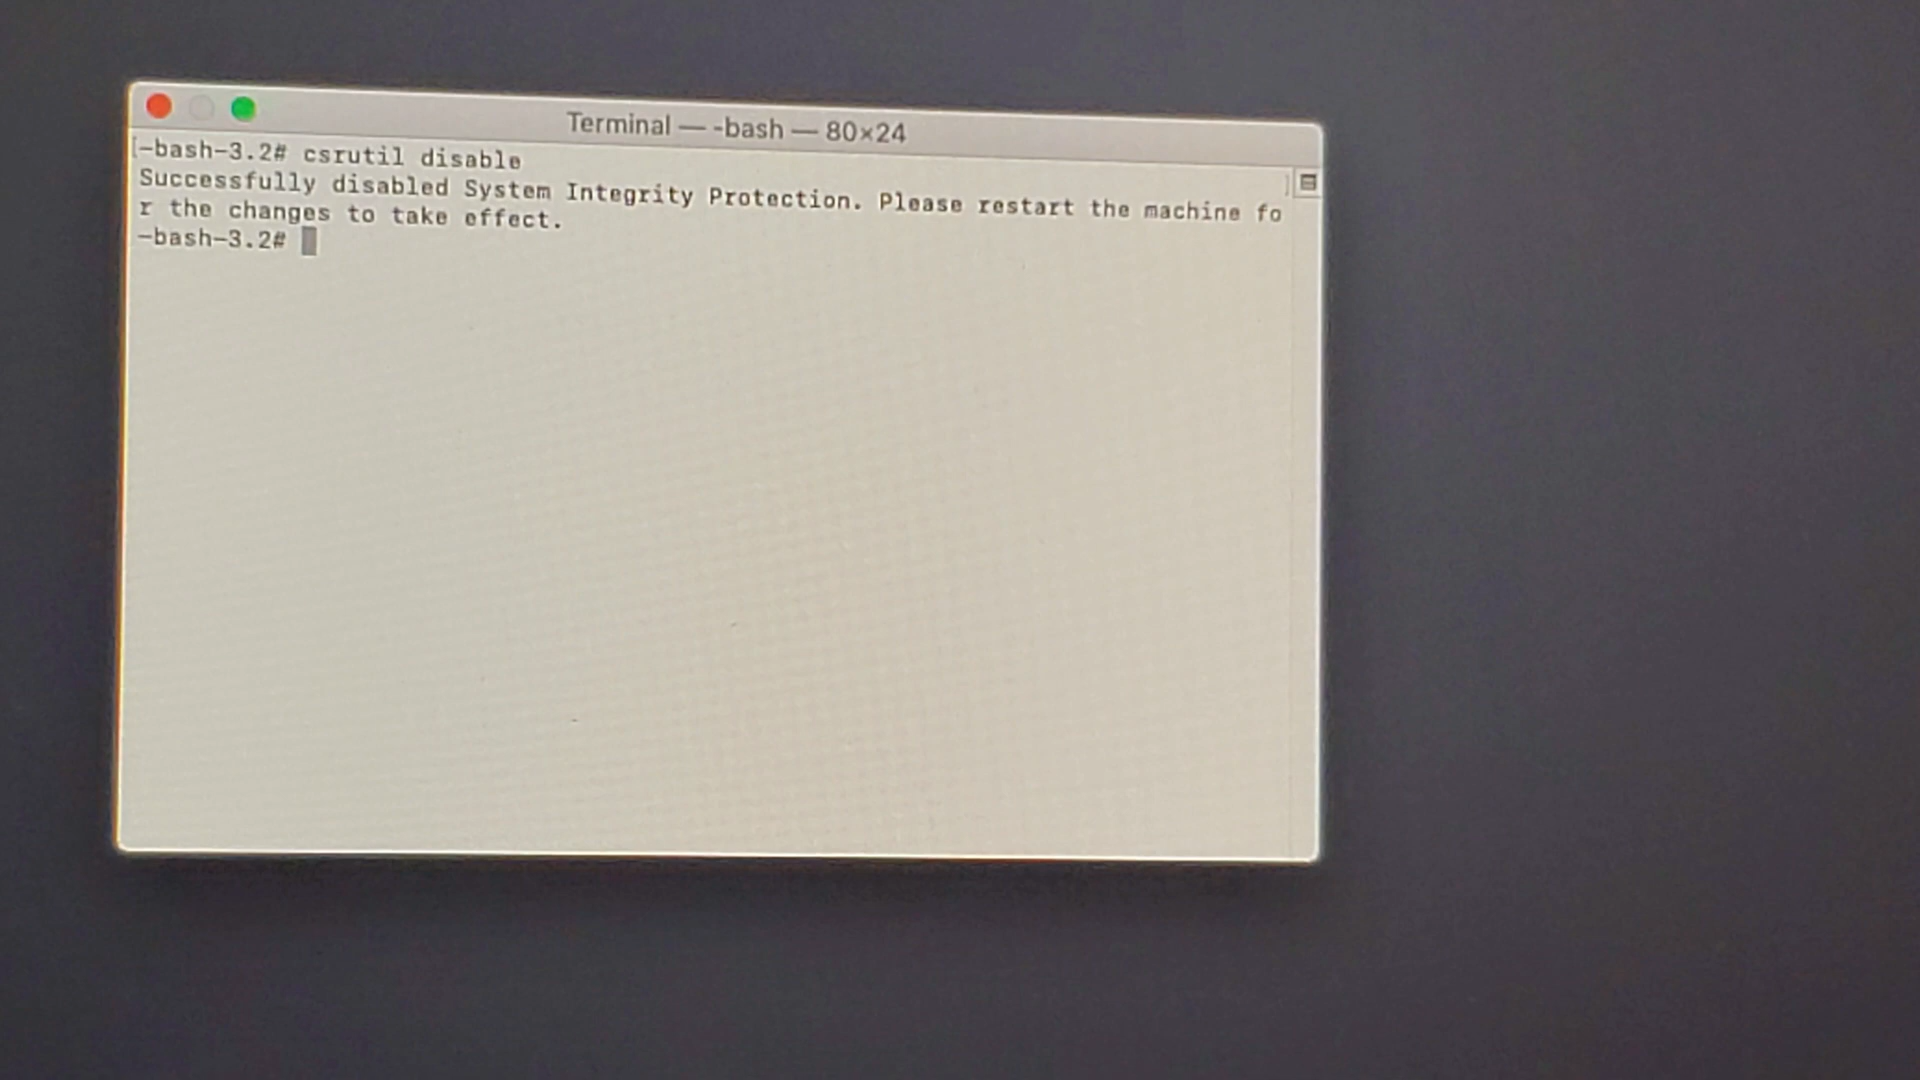 Terminal — -bash — 80×24
-bash-3.2# csrutil disable
Successfully disabled System Integrity Protection. Please restart the machine fo
r the changes to take effect.
-bash-3.2#